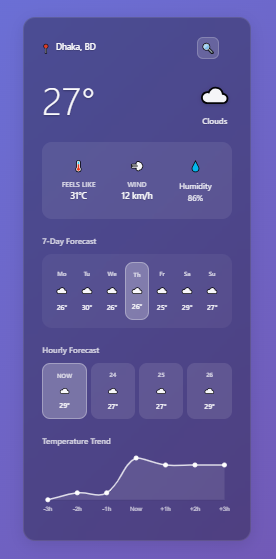 Dhaka, BD
27°
Clouds
FEELS LIKE WIND Humidity
31°C 12 km/h 86%
7-Day Forecast
Mo Tu We Th Fr Sa Su
26° 30° 26° 26° 25° 29° 27°
Hourly Forecast
NOW 24 25 26
29° 27° 27° 29°
Temperature Trend
-3h -2h -1h Now +1h +2h +3h